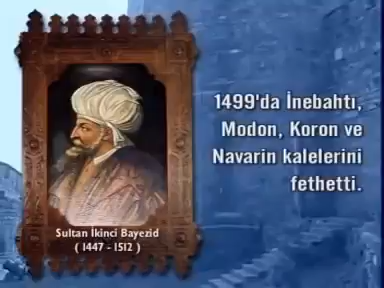 1499'da İnebahtı,
Modon, Koron ve
Navarin kalelerini
fethetti.
Sultan İkinci Bayezid
( 1447 - 1512 )